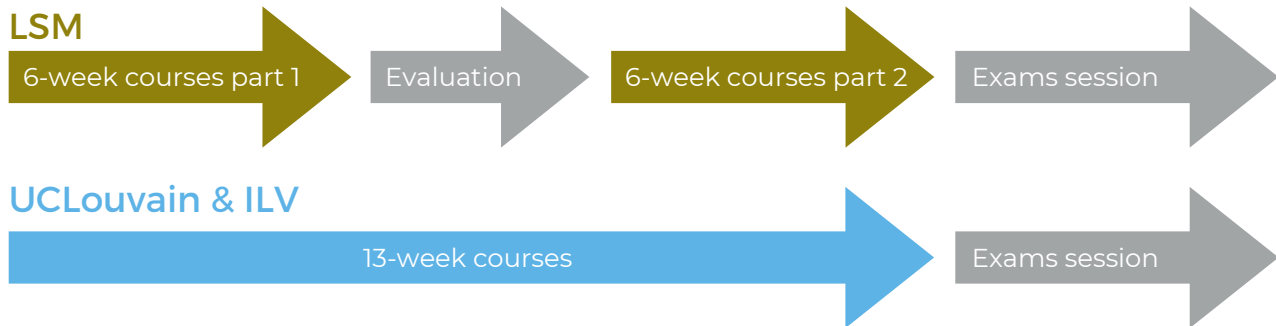 LSM
6-week courses part 1
Evaluation
6-week courses part 2
Exams session
UCLouvain & ILV
13-week courses
Exams session